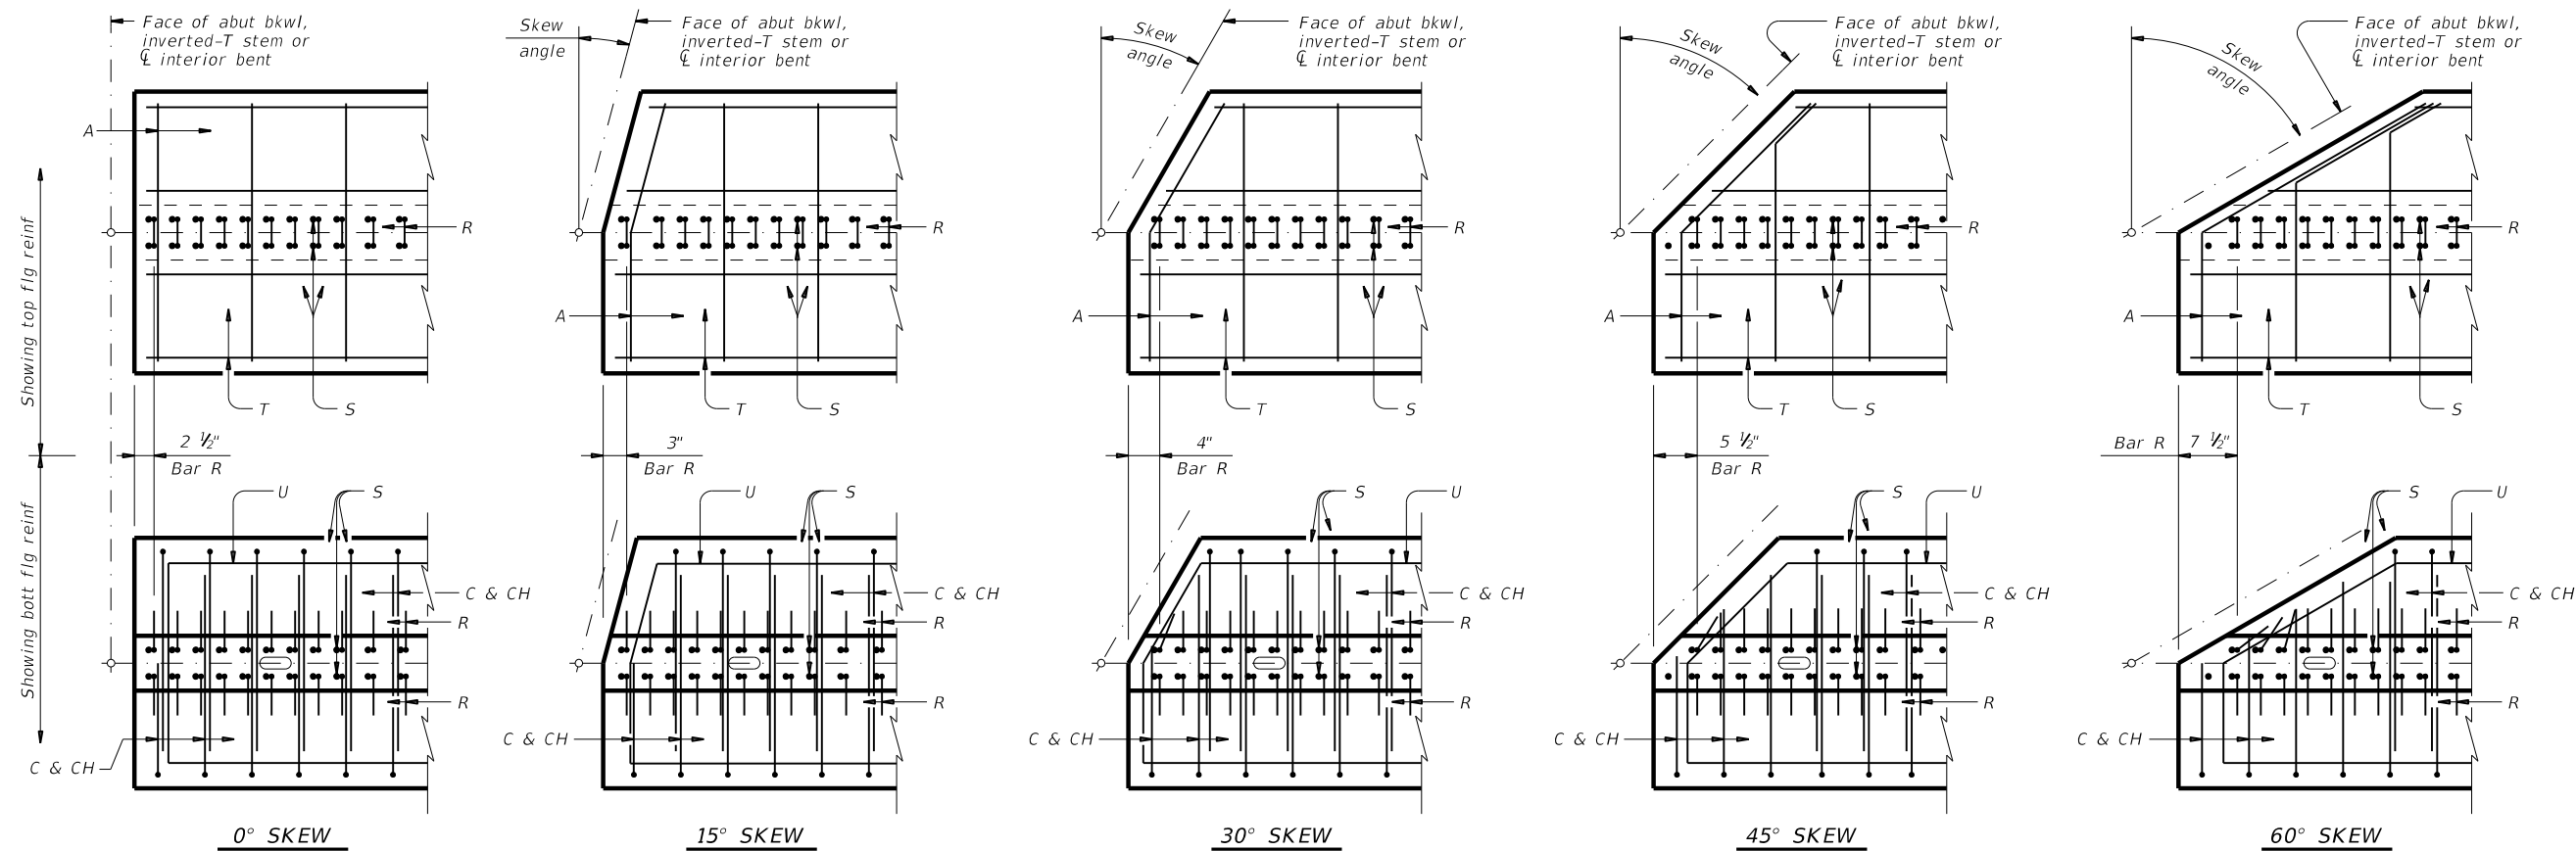 Face of abut bkwl,
inverted-T stem or
℄ interior bent
Skew
angle
Face of abut bkwl,
inverted-T stem or
℄ interior bent
Skew
angle
Face of abut bkwl,
inverted-T stem or
℄ interior bent
Skew
angle
Face of abut bkwl,
inverted-T stem or
℄ interior bent
Skew
angle
Face of abut bkwl,
inverted-T stem or
℄ interior bent
Showing top flg reinf
Showing bott flg reinf
A
R
T
S
A
R
T
S
A
R
T
S
A
R
T
S
A
R
T
S
2 ½"
Bar R
3"
Bar R
4"
Bar R
5 ½"
Bar R
Bar R
7 ½"
U
S
C & CH
R
R
C & CH
U
S
C & CH
R
R
C & CH
S
U
C & CH
R
R
C & CH
S
U
C & CH
R
R
C & CH
S
U
C & CH
R
R
C & CH
0° SKEW
15° SKEW
30° SKEW
45° SKEW
60° SKEW